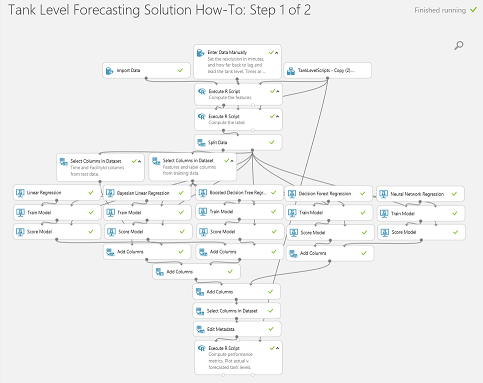 Tank Level Forecasting Solution How-To: Step 1 of 2
Finished running
Enter Data Manually
Set the resolution in minutes,
and how far back to lag and
lead the tank level. Times ar...
Import Data
TankLevelScripts - Copy (2)...
Execute R Script
Compute the features
Execute R Script
Compute the label
Split Data
Select Columns in Dataset
Time and FacilityId columns
from test data.
Select Columns in Dataset
Features and label columns
from training data.
Linear Regression
Bayesian Linear Regression
Boosted Decision Tree Regr...
Decision Forest Regression
Neural Network Regression
Train Model
Train Model
Train Model
Train Model
Train Model
Score Model
Score Model
Score Model
Score Model
Score Model
Add Columns
Add Columns
Add Columns
Add Columns
Add Columns
Select Columns in Dataset
Edit Metadata
Execute R Script
Compute performance
metrics. Plot actual v.
forecasted tank levels.